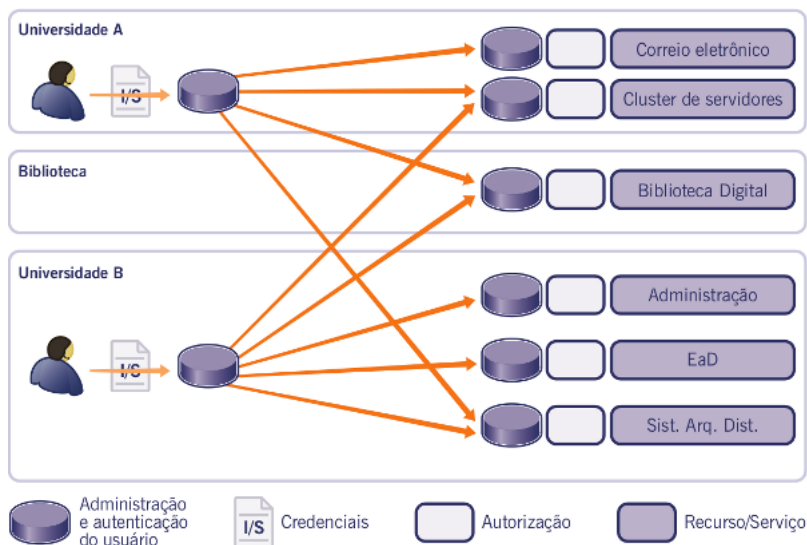 Universidade A
I/S
Correio eletrônico
Cluster de servidores
Biblioteca
Biblioteca Digital
Universidade B
I/S
Administração
EaD
Sist. Arq. Dist.
Administração
e autenticação
do usuário
I/S
Credenciais
Autorização
Recurso/Serviço